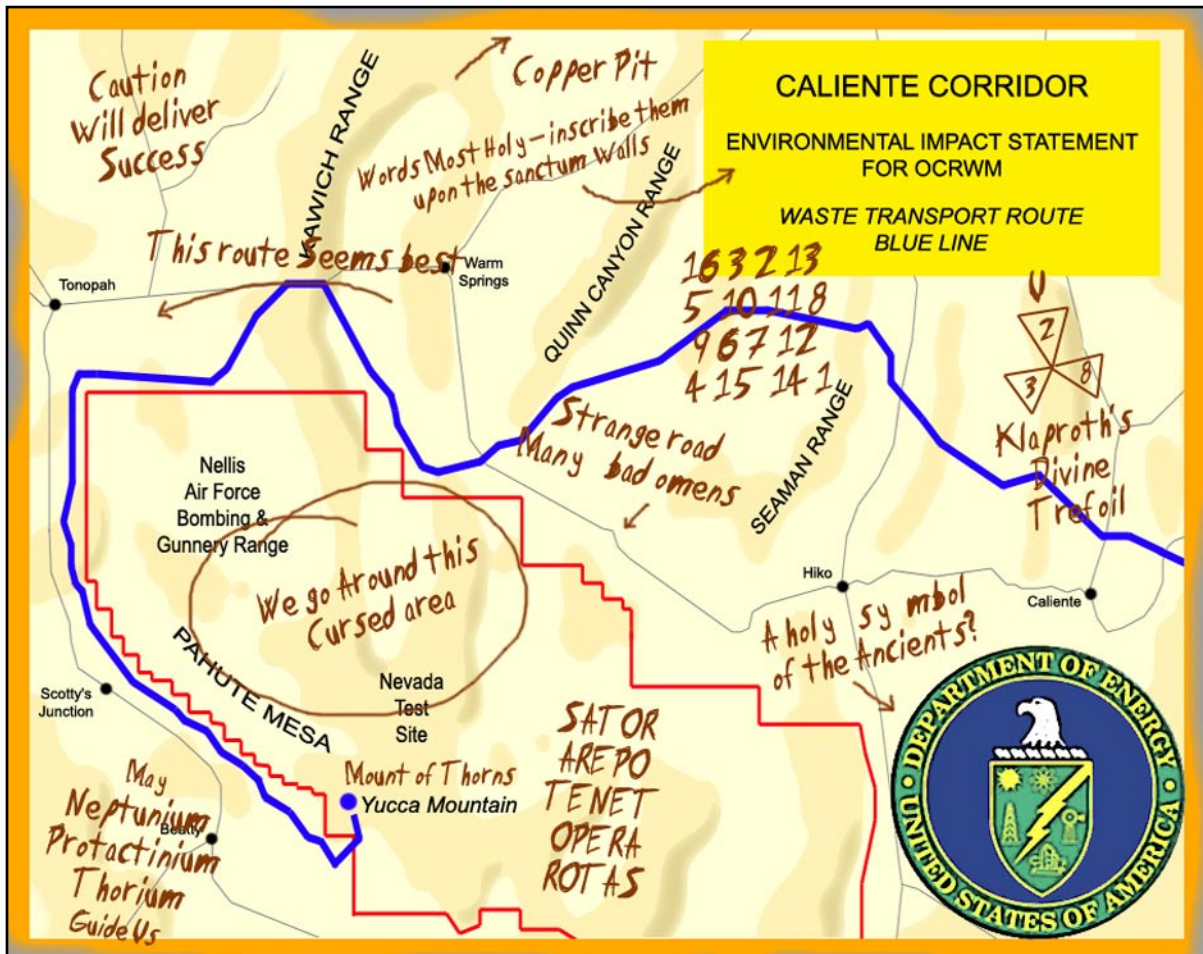 Caution
Will deliver
Success
KAWICH RANGE
Copper Pit
Words Most Holy – inscribe them
upon the sanctum Walls
QUINN CANYON RANGE
CALIENTE CORRIDOR
ENVIRONMENTAL IMPACT STATEMENT
FOR OCRWM
WASTE TRANSPORT ROUTE
BLUE LINE
This route Seems best
Tonopah
Warm
Springs
16 3 2 13
5 10 11 8
9 6 7 12
4 15 14 1
U
2
3 8
Klaproth's
Divine
Trefoil
Strange road
Many bad omens
SEAMAN RANGE
Nellis
Air Force
Bombing &
Gunnery Range
We go Around this
Cursed area
Hiko
Caliente
A holy symbol
of the Ancients?
PAHUTE MESA
Scotty's
Junction
Nevada
Test
Site
Mount of Thorns
Yucca Mountain
SATOR
AREPO
TENET
OPERA
ROTAS
May
Neptunium
Beatty
Protactinium
Thorium
Guide Us
DEPARTMENT OF ENERGY
UNITED STATES OF AMERICA